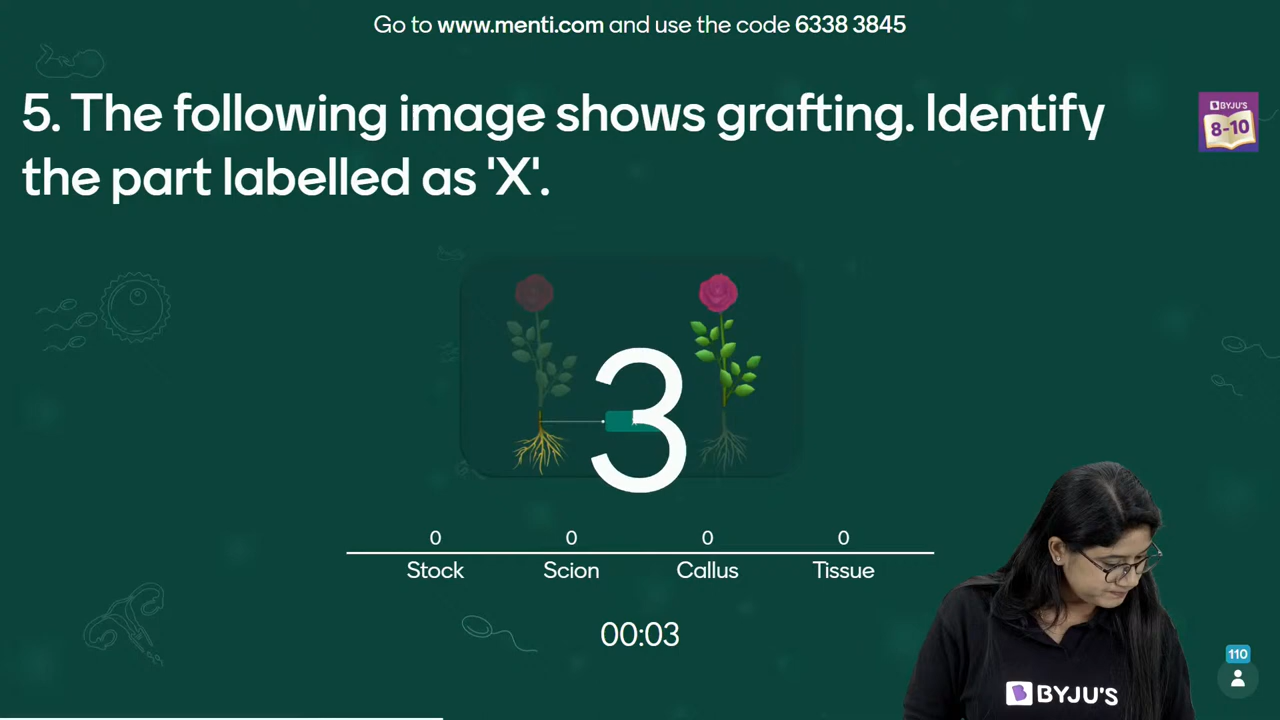 Go to www.menti.com and use the code 6338 3845
5. The following image shows grafting. Identify
the part labelled as 'X'.
BYJU'S
8-10
3
0 0 0 0
Stock Scion Callus Tissue
00:03
110
BYJU'S